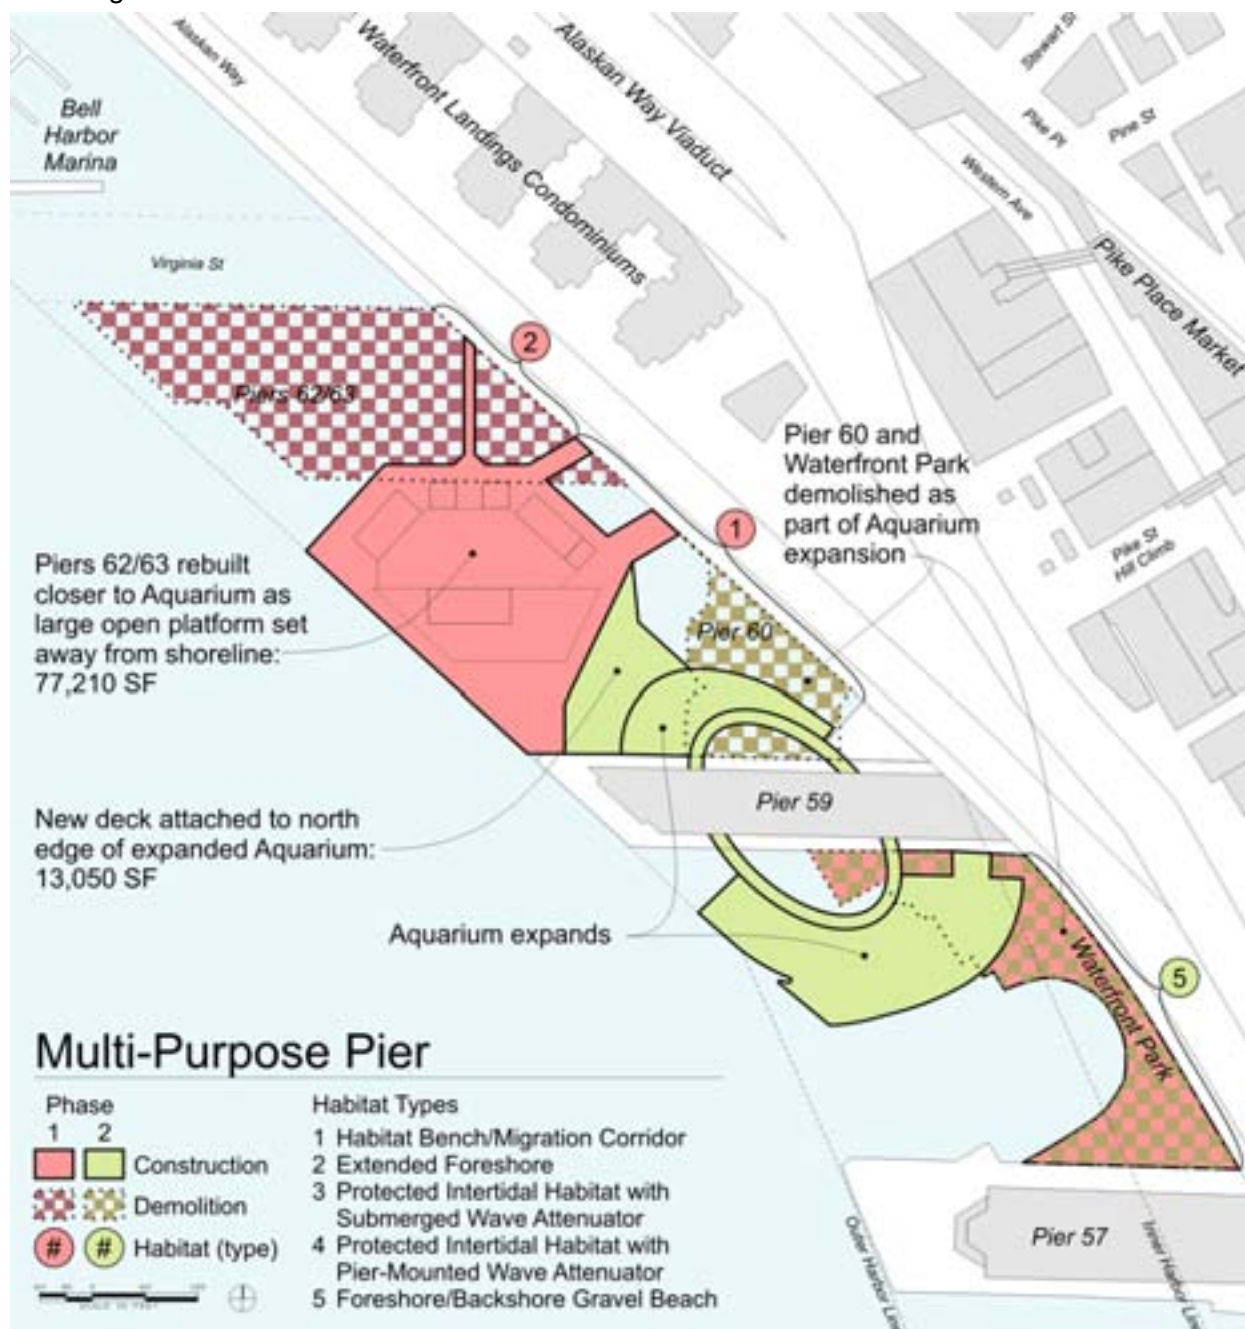 Alaskan Way
Waterfront Landings Condominiums
Alaskan Way Viaduct
Stewart St
Pike Pl
Pine St
Western Ave
Pike Place Market
Bell
Harbor
Marina
Virginia St
2
Piers 62/63
Pier 60 and
Waterfront Park
demolished as
part of Aquarium
expansion
1
Pike St
Hill Climb
Piers 62/63 rebuilt
closer to Aquarium as
large open platform set
away from shoreline:
77,210 SF
Pier 60
Pier 59
New deck attached to north
edge of expanded Aquarium:
13,050 SF
Aquarium expands
Waterfront Park
5
Multi-Purpose Pier
Phase
1 2
Construction
Demolition
# # Habitat (type)
SCALE IN FEET
Habitat Types
1 Habitat Bench/Migration Corridor
2 Extended Foreshore
3 Protected Intertidal Habitat with
Submerged Wave Attenuator
4 Protected Intertidal Habitat with
Pier-Mounted Wave Attenuator
5 Foreshore/Backshore Gravel Beach
Outer Harbor Line
Inner Harbor Line
Pier 57